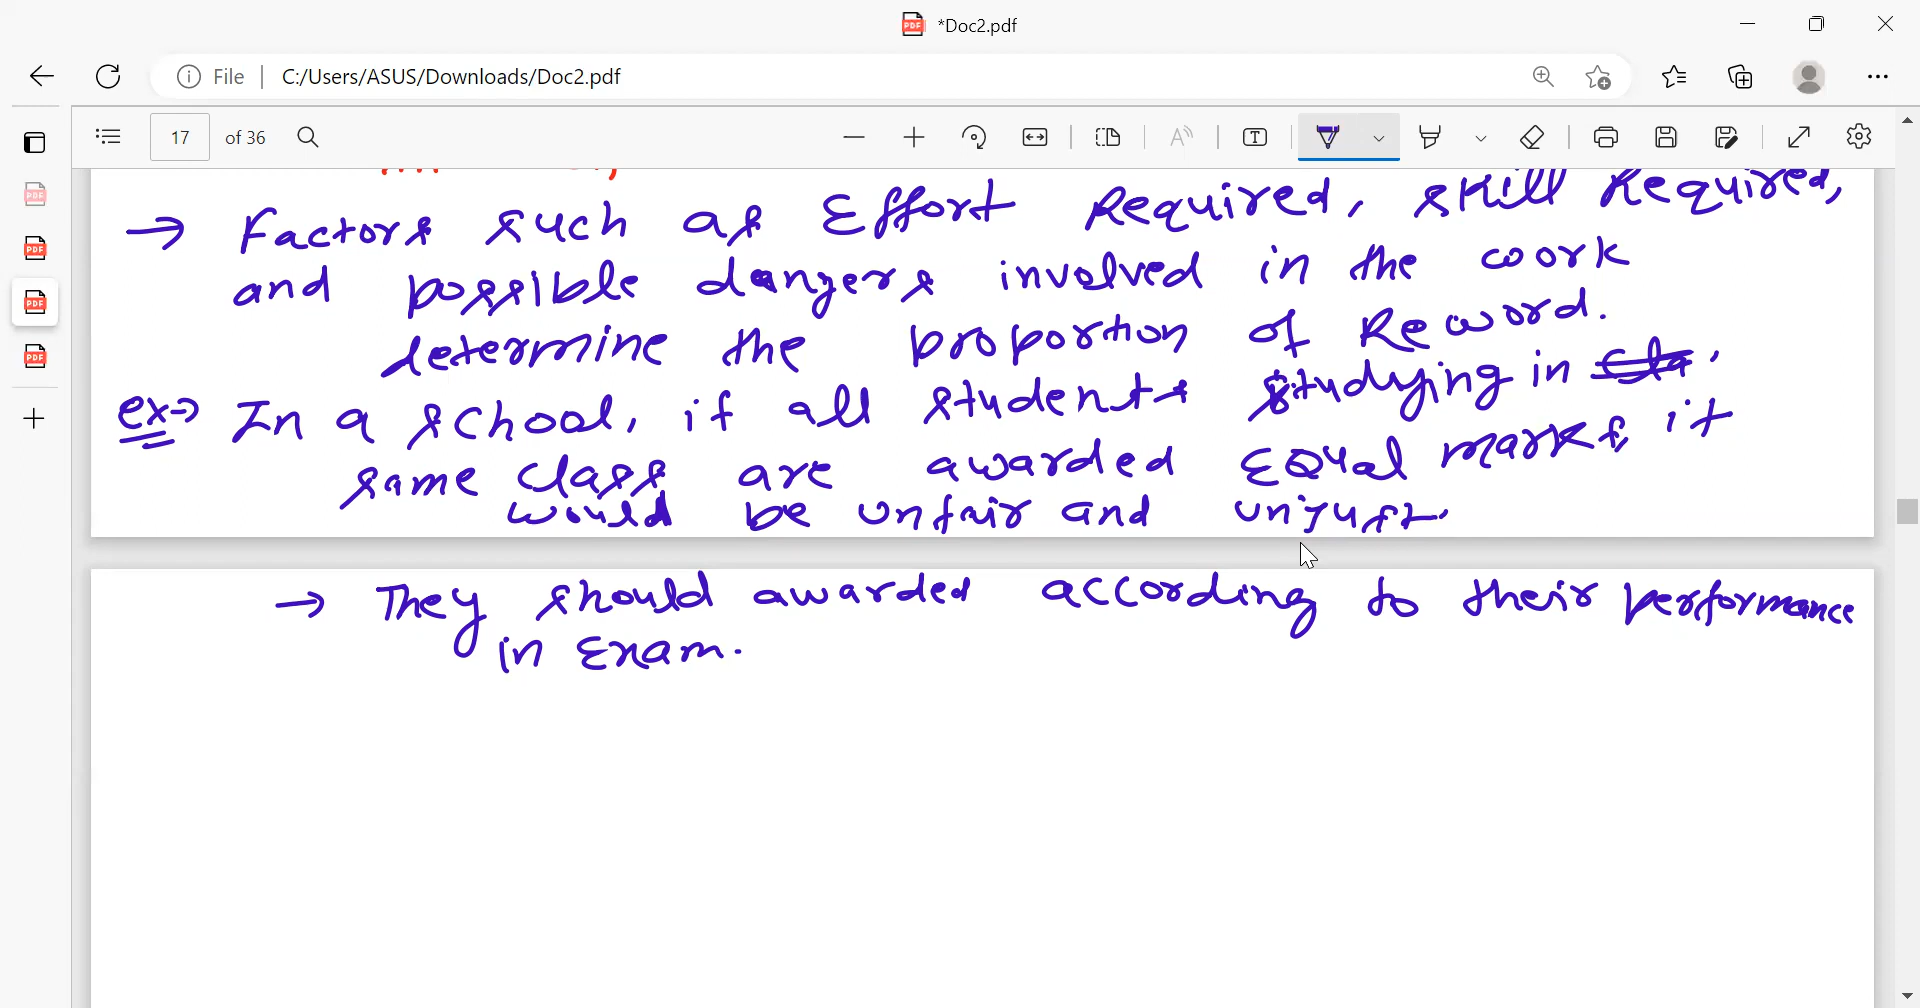 *Doc2.pdf
File | C:/Users/ASUS/Downloads/Doc2.pdf
17 of 36
→ Factors such as Effort Required, skill Required,
and possible dangers involved in the work
determine the proportion of Reword.
ex→ In a school, if all students studying in
same class are awarded Equal marks, it
would be unfair and unjust.
→ They should awarded according to their performance
in Exam.